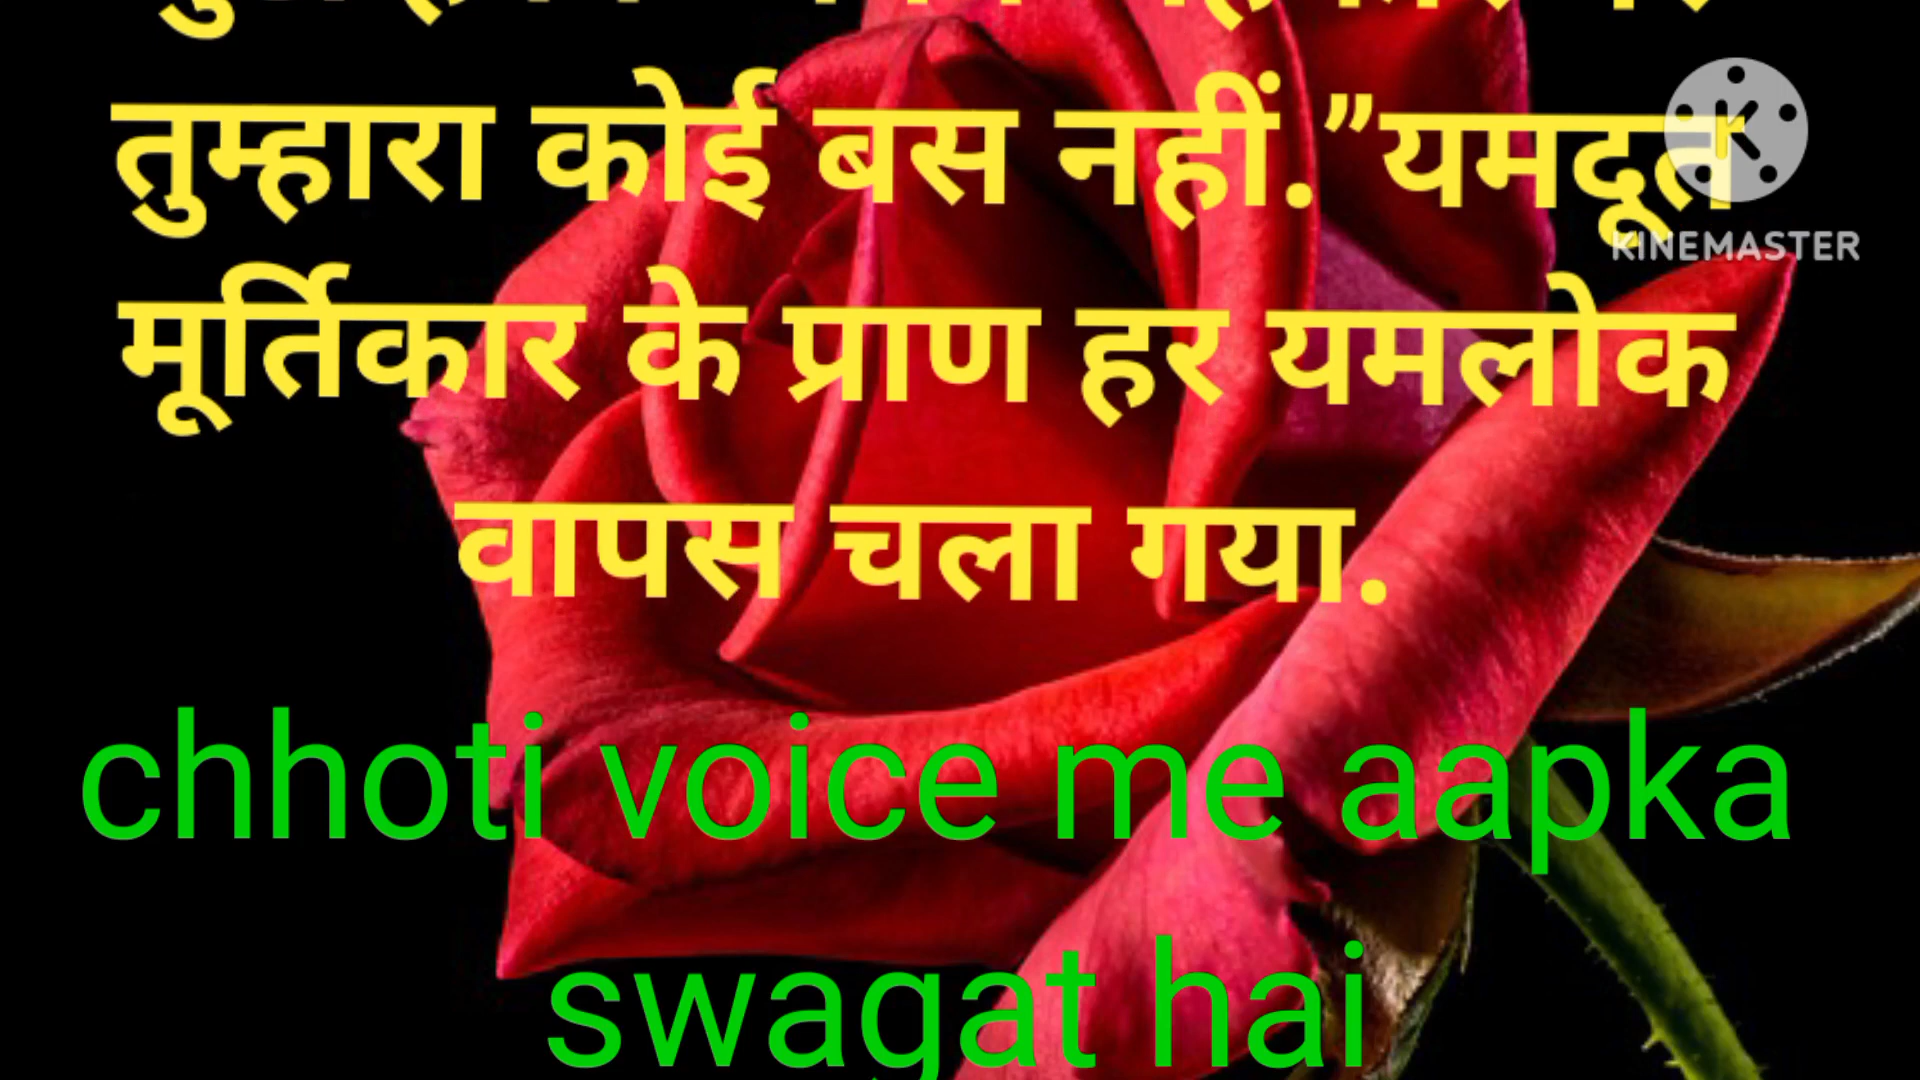 तुम्हारा कोई बस नहीं. ”यमदूत
KINEMASTER
मूर्तिकार के प्राण हर यमलोक
वापस चला गया.
chhoti voice me aapka
swagat hai